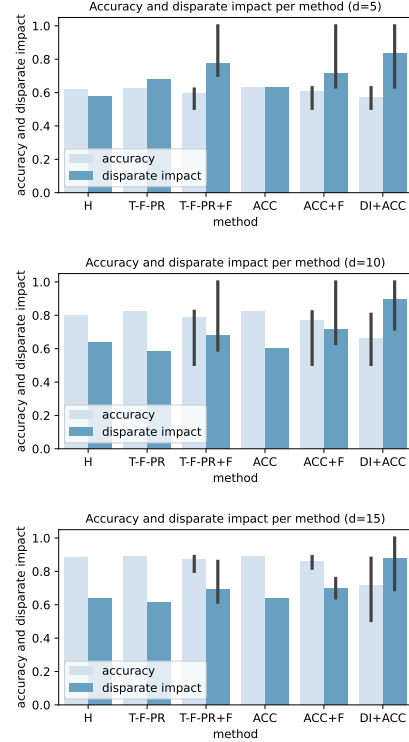 Accuracy and disparate impact per method (d=5)
accuracy and disparate impact
1.0
0.8
0.6
0.4
0.2
0.0
accuracy
disparate impact
H T-F-PR T-F-PR+F ACC ACC+F DI+ACC
method
Accuracy and disparate impact per method (d=10)
accuracy and disparate impact
1.0
0.8
0.6
0.4
0.2
0.0
accuracy
disparate impact
H T-F-PR T-F-PR+F ACC ACC+F DI+ACC
method
Accuracy and disparate impact per method (d=15)
accuracy and disparate impact
1.0
0.8
0.6
0.4
0.2
0.0
accuracy
disparate impact
H T-F-PR T-F-PR+F ACC ACC+F DI+ACC
method